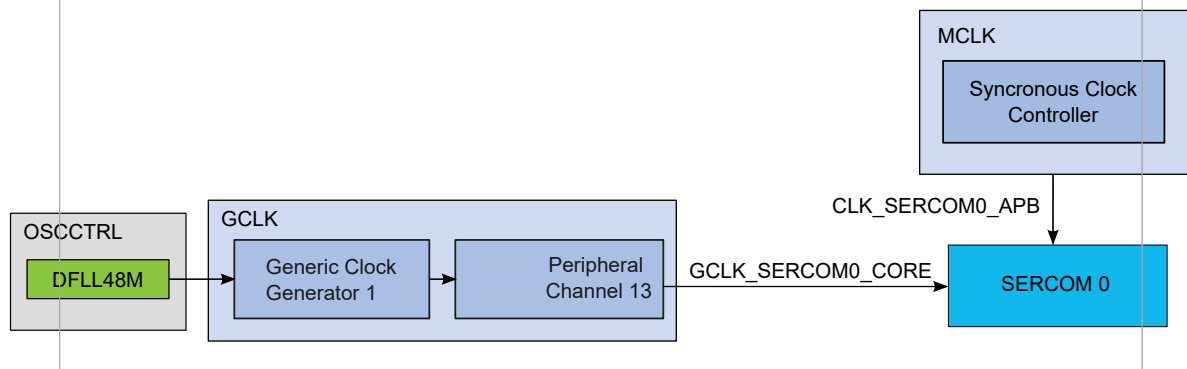 MCLK
Syncronous Clock
Controller
CLK_SERCOM0_APB
OSCCTRL
DFLL48M
GCLK
Generic Clock
Generator 1
Peripheral
Channel 13
GCLK_SERCOM0_CORE
SERCOM 0